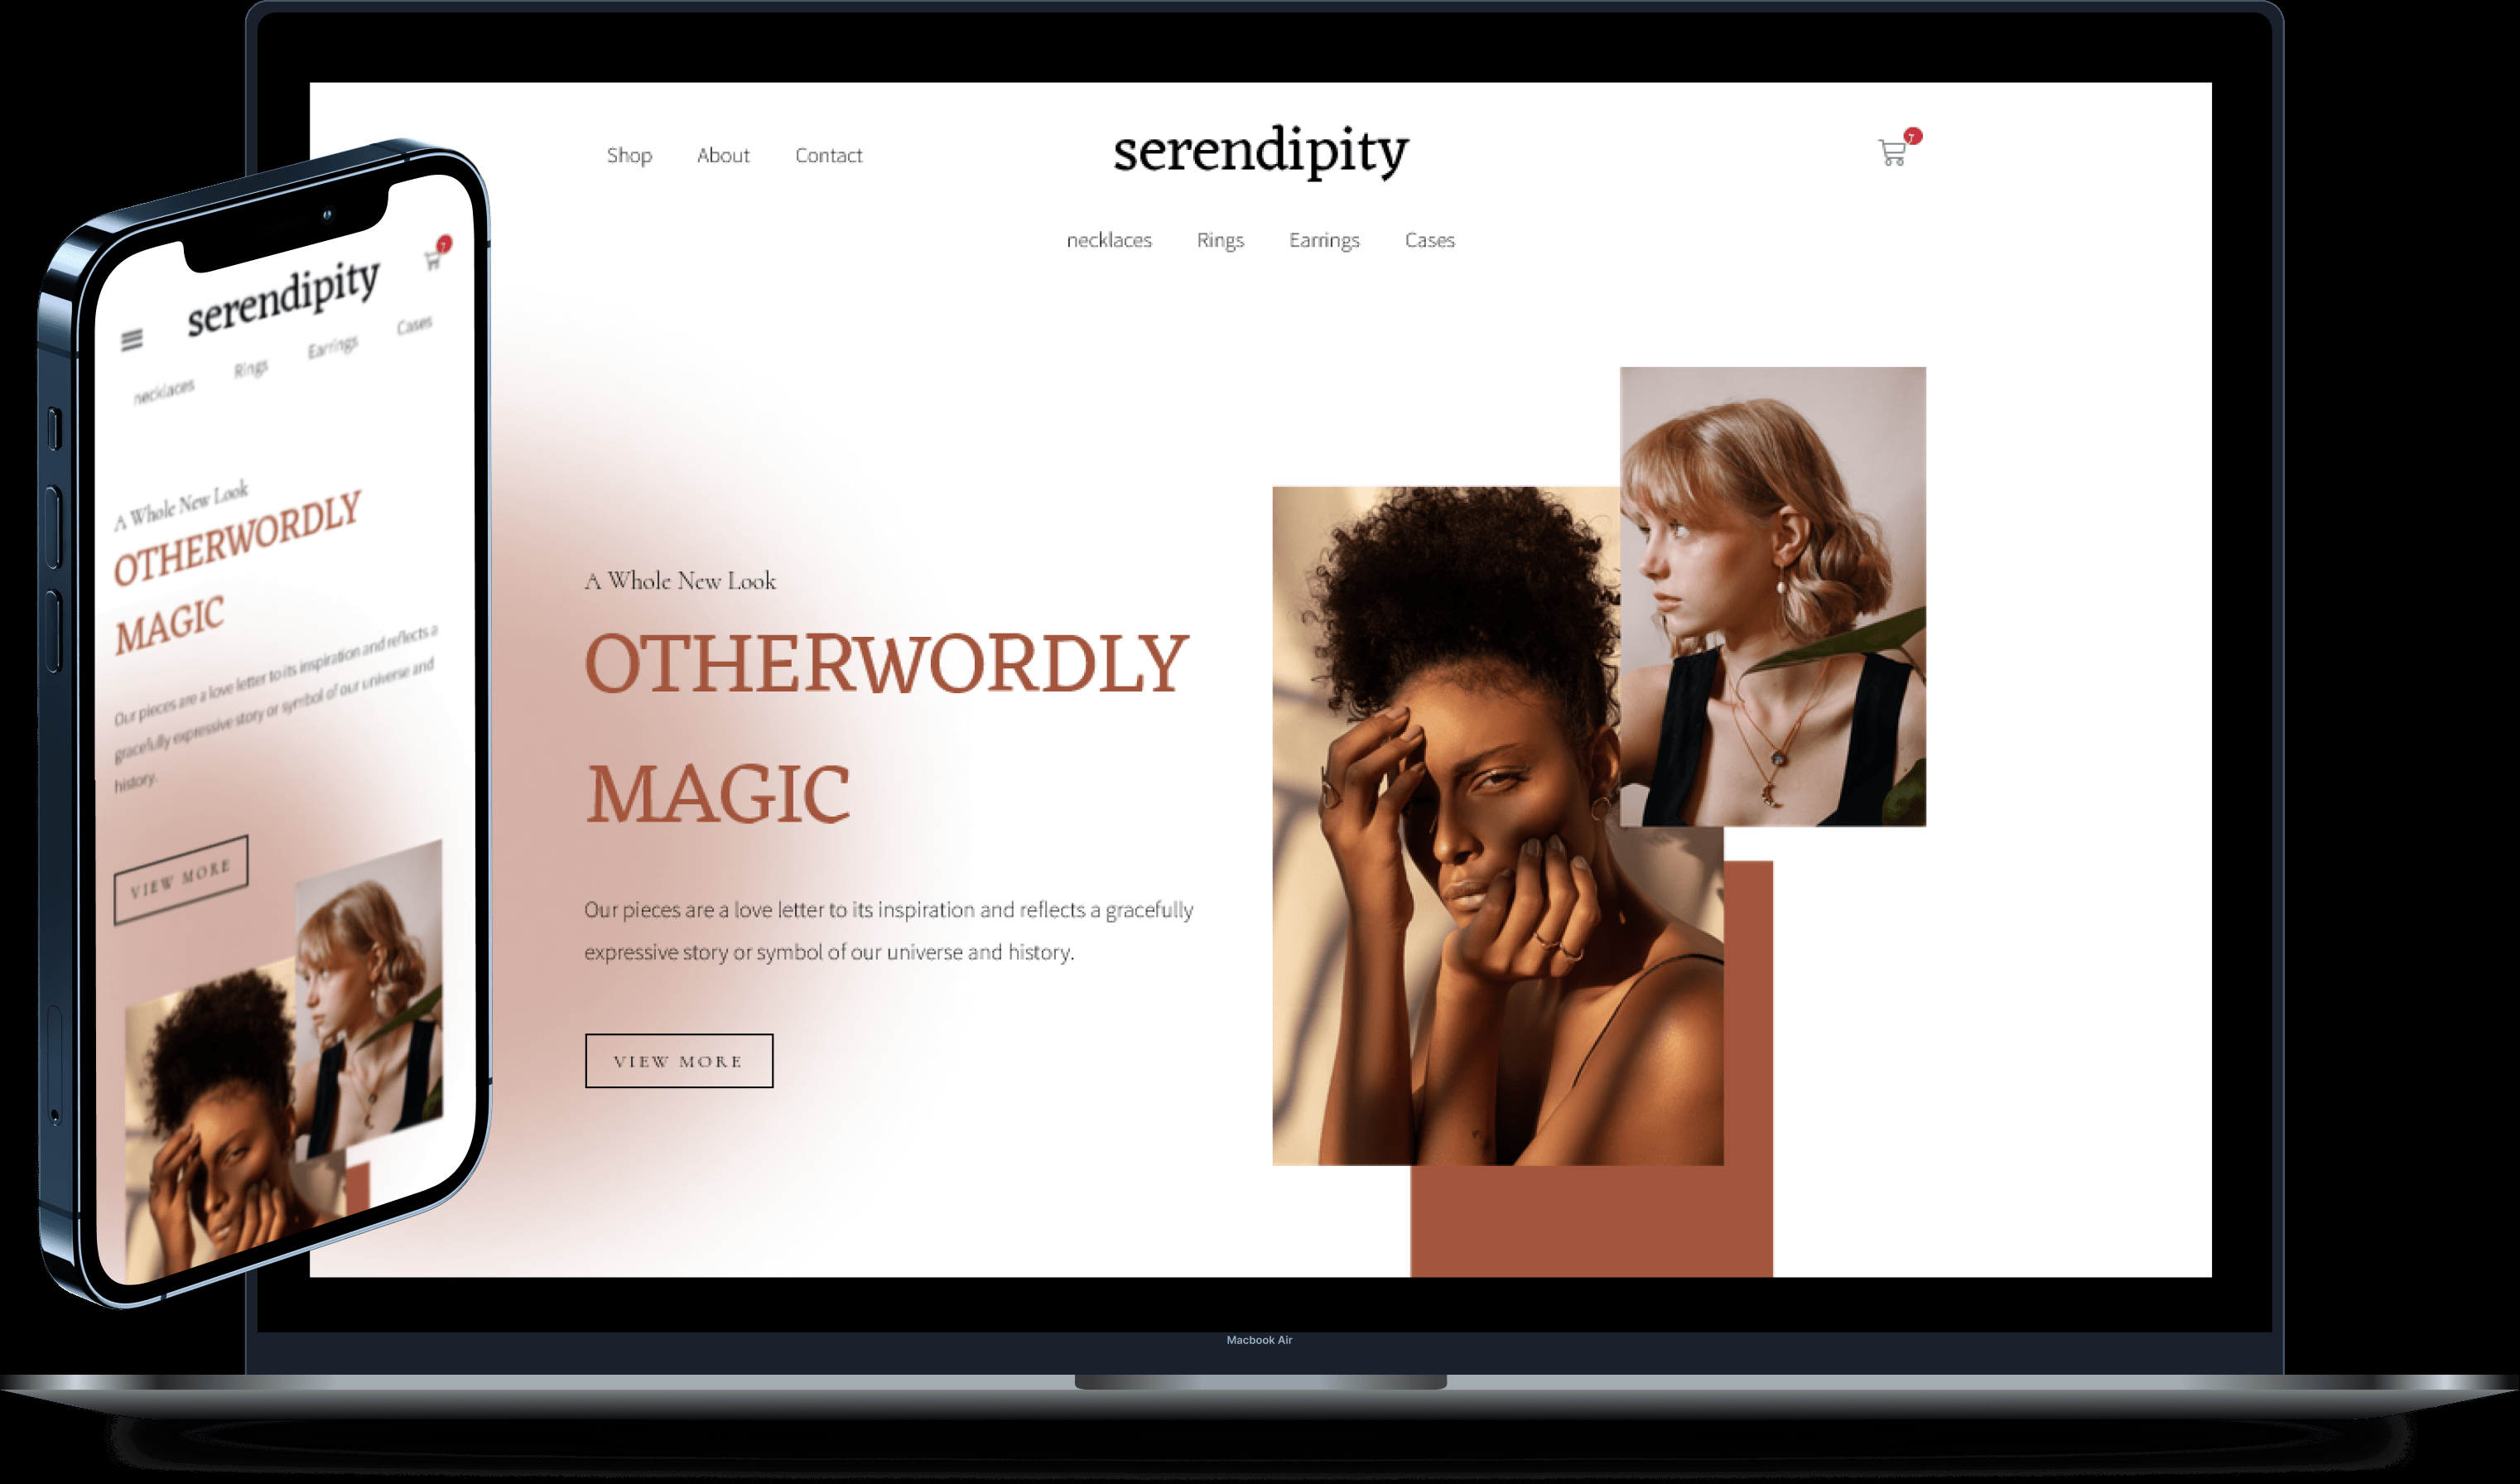 Shop About Contact
serendipity
necklaces Rings Earrings Cases
A Whole New Look
OTHERWORDLY
MAGIC
Our pieces are a love letter to its inspiration and reflects a gracefully
expressive story or symbol of our universe and history.
VIEW MORE
serendipity
necklaces Rings Earrings Cases
A Whole New Look
OTHERWORDLY
MAGIC
Our pieces are a love letter to its inspiration and reflects a
gracefully expressive story or symbol of our universe and
history.
VIEW MORE
Macbook Air